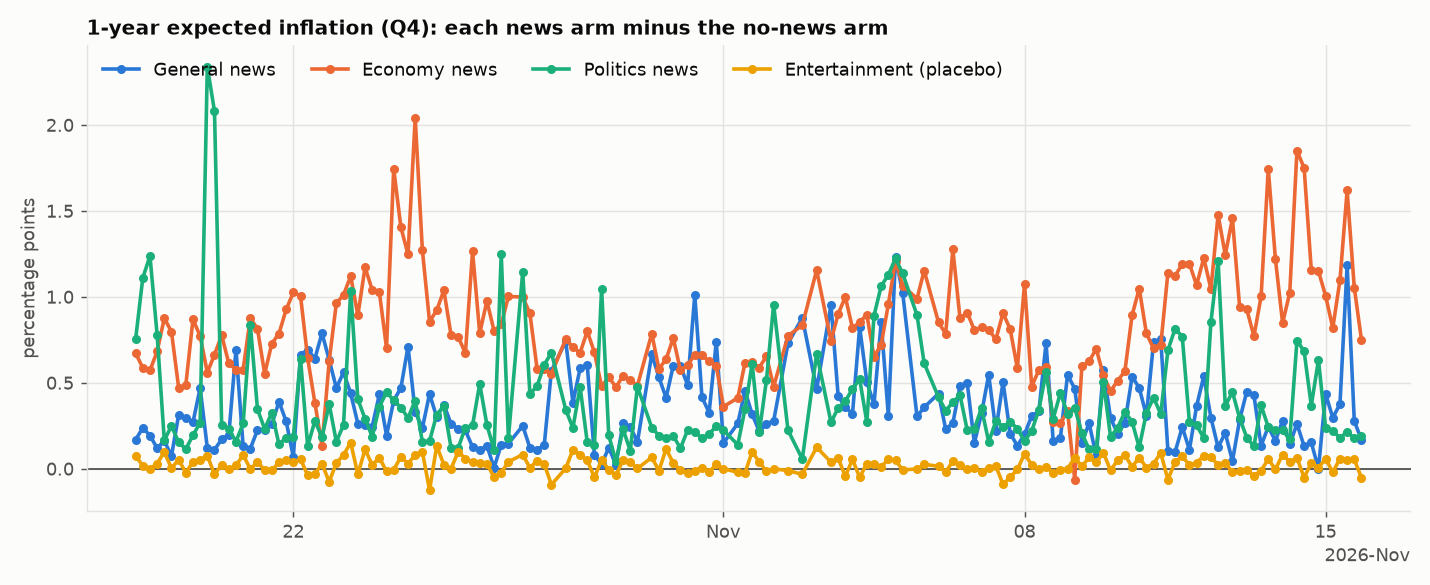 1-year expected inflation (Q4): each news arm minus the no-news arm
General news
Economy news
Politics news
Entertainment (placebo)
percentage points
2.0
1.5
1.0
0.5
0.0
22
Nov
08
15
2026-Nov